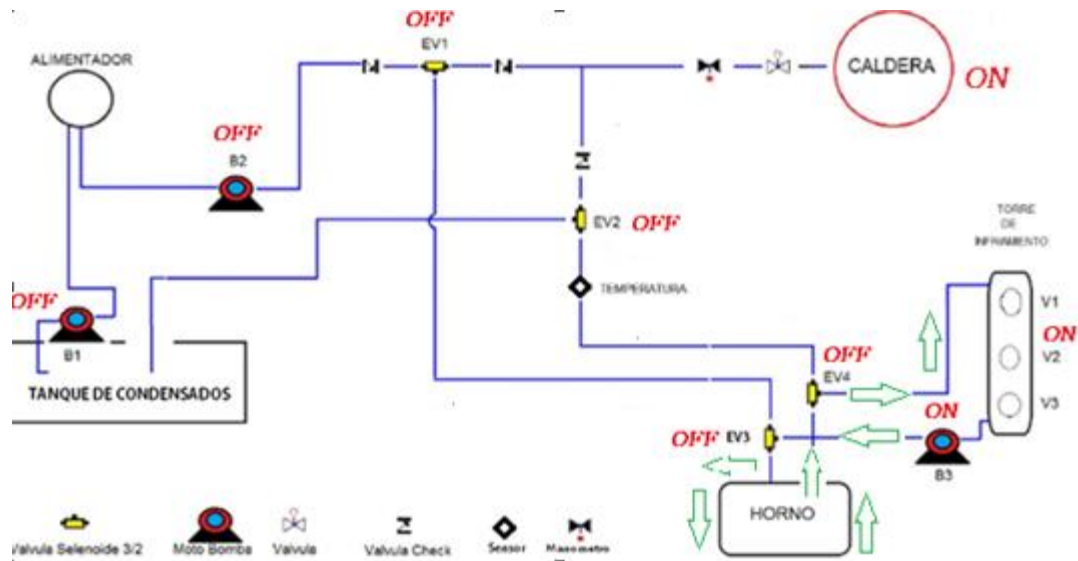 OFF
EV1
ALIMENTADOR
CALDERA
ON
OFF
B2
EV2
OFF
TORRE
DE
TEMPERATURA
V1
OFF
B1
ON
V2
OFF
EV4
TANQUE DE CONDENSADOS
V3
ON
OFF
EV3
B3
HORNO
Valvula Selenoide 3/2
Moto Bomba
Valvula
Valvula Check
Sensor
Manometro